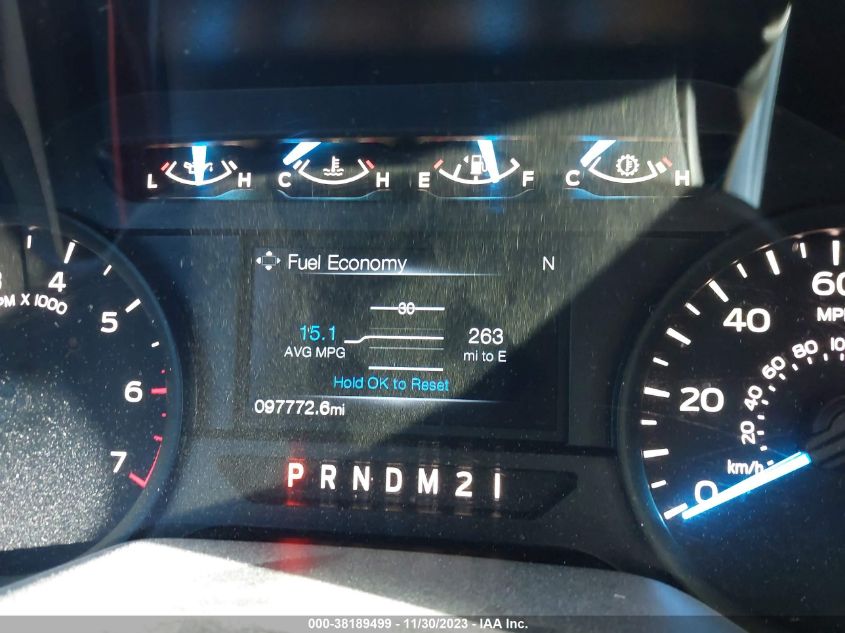 L H C H E F C H
Fuel Economy N
30
15.1 263
AVG MPG mi to E
Hold OK to Reset
097772.6mi
4 5 6 7
X 1000
0 20 40 60
20 40 60 80
km/h
P R N D M 2 1
000-38189499 - 11/30/2023 - IAA Inc.